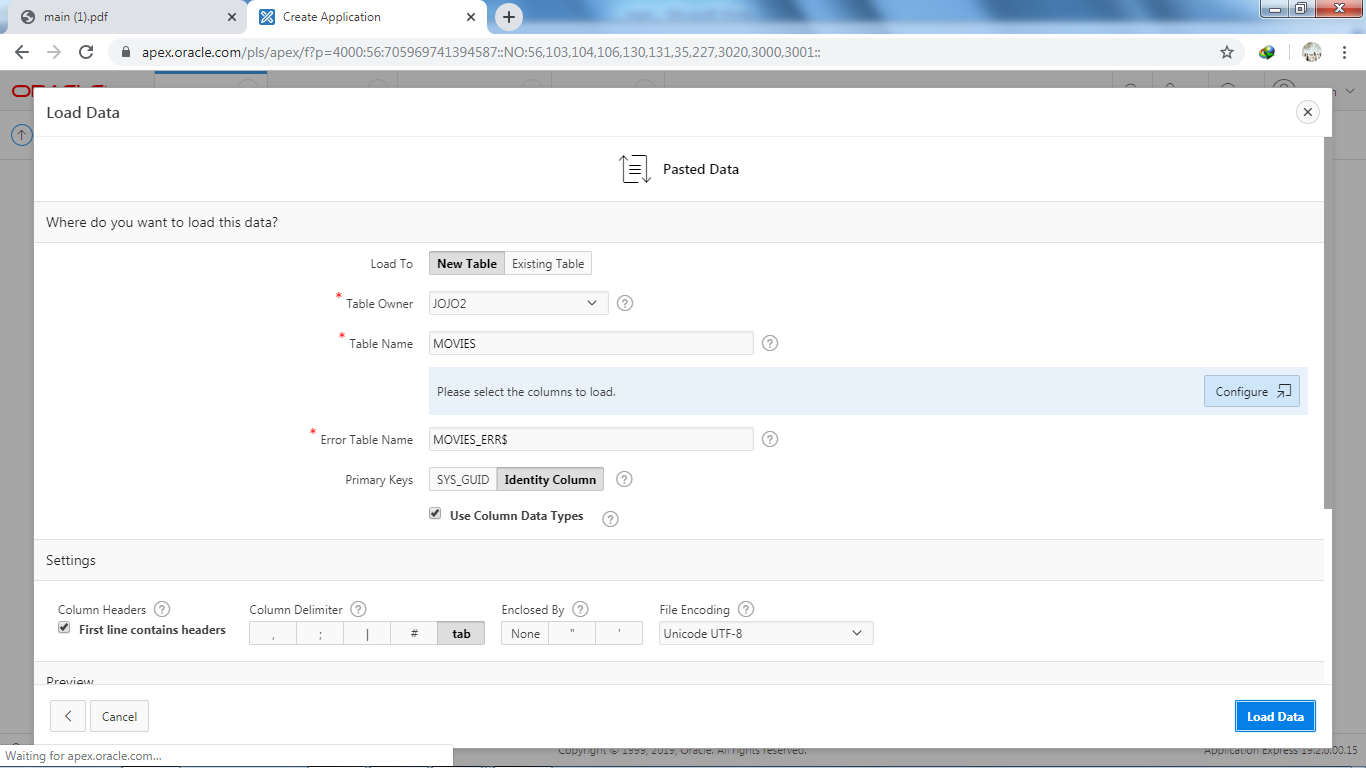 main (1).pdf
Create Application
apex.oracle.com/pls/apex/f?p=4000:56:705969741394587::NO:56,103,104,106,130,131,35,227,3020,3000,3001::
Load Data
Pasted Data
Where do you want to load this data?
Load To New Table Existing Table
* Table Owner JOJO2 ?
* Table Name MOVIES ?
Please select the columns to load. Configure
* Error Table Name MOVIES_ERR$ ?
Primary Keys SYS_GUID Identity Column ?
Use Column Data Types ?
Settings
Column Headers ? Column Delimiter ? Enclosed By ? File Encoding ?
First line contains headers , ; | # tab None " ' Unicode UTF-8
Preview
Cancel Load Data
Waiting for apex.oracle.com...
Copyright © 1999, 2019, Oracle. All rights reserved. Application Express 19.2.0.00.15